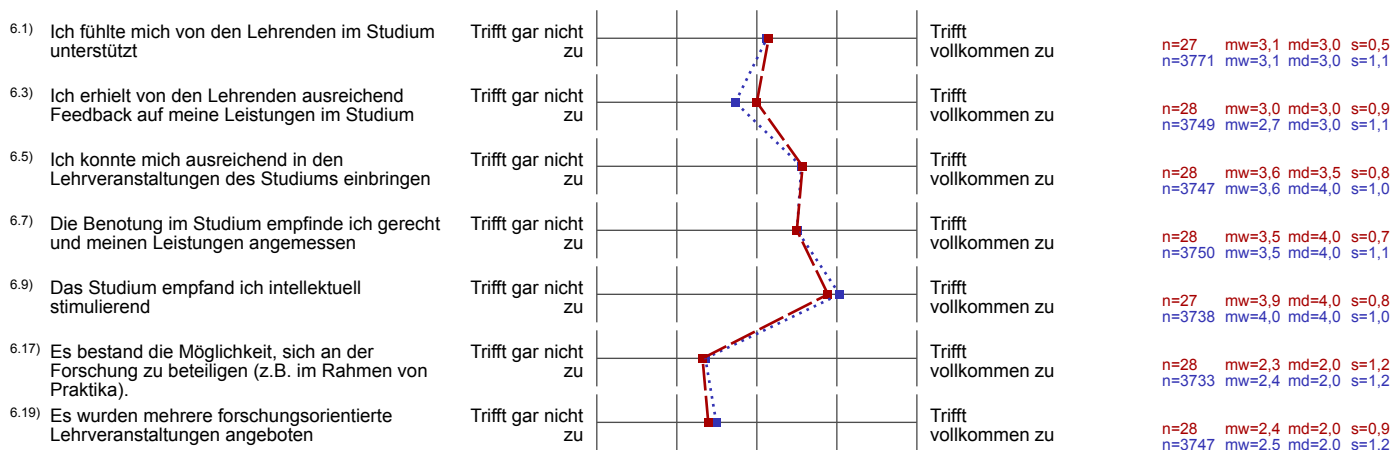 6.1) Ich fühlte mich von den Lehrenden im Studium
unterstützt
Trifft gar nicht
zu
Trifft
vollkommen zu
n=27 mw=3,1 md=3,0 s=0,5
n=3771 mw=3,1 md=3,0 s=1,1
6.3) Ich erhielt von den Lehrenden ausreichend
Feedback auf meine Leistungen im Studium
Trifft gar nicht
zu
Trifft
vollkommen zu
n=28 mw=3,0 md=3,0 s=0,9
n=3749 mw=2,7 md=3,0 s=1,1
6.5) Ich konnte mich ausreichend in den
Lehrveranstaltungen des Studiums einbringen
Trifft gar nicht
zu
Trifft
vollkommen zu
n=28 mw=3,6 md=3,5 s=0,8
n=3747 mw=3,6 md=4,0 s=1,0
6.7) Die Benotung im Studium empfinde ich gerecht
und meinen Leistungen angemessen
Trifft gar nicht
zu
Trifft
vollkommen zu
n=28 mw=3,5 md=4,0 s=0,7
n=3750 mw=3,5 md=4,0 s=1,1
6.9) Das Studium empfand ich intellektuell
stimulierend
Trifft gar nicht
zu
Trifft
vollkommen zu
n=27 mw=3,9 md=4,0 s=0,8
n=3738 mw=4,0 md=4,0 s=1,0
6.17) Es bestand die Möglichkeit, sich an der
Forschung zu beteiligen (z.B. im Rahmen von
Praktika).
Trifft gar nicht
zu
Trifft
vollkommen zu
n=28 mw=2,3 md=2,0 s=1,2
n=3733 mw=2,4 md=2,0 s=1,2
6.19) Es wurden mehrere forschungsorientierte
Lehrveranstaltungen angeboten
Trifft gar nicht
zu
Trifft
vollkommen zu
n=28 mw=2,4 md=2,0 s=0,9
n=3747 mw=2,5 md=2,0 s=1,2